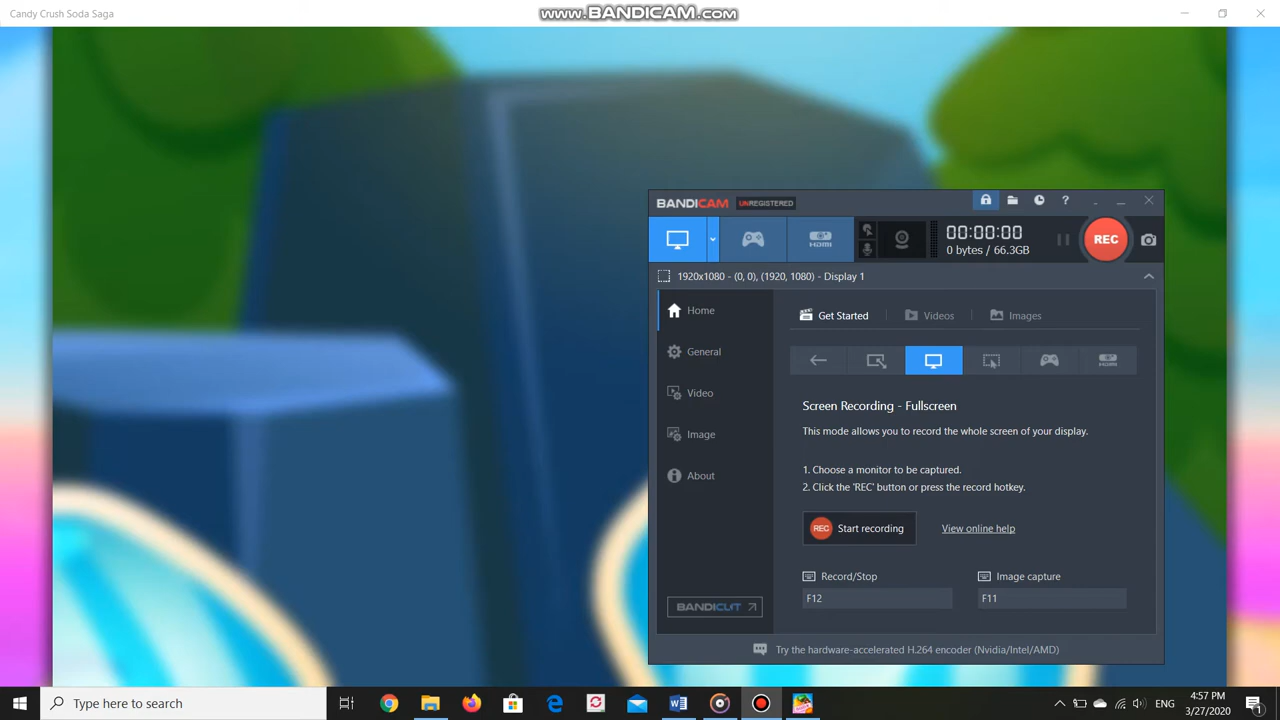 Candy Crush Soda Saga
www.BANDICAM.com
BANDICAM UNREGISTERED
?
00:00:00
HDMI
REC
0 bytes / 66.3GB
1920x1080 - (0, 0), (1920, 1080) - Display 1
Home
Get Started
Videos
Images
General
HDMI
Video
Screen Recording - Fullscreen
This mode allows you to record the whole screen of your display.
Image
1. Choose a monitor to be captured.
About
2. Click the 'REC' button or press the record hotkey.
REC Start recording
View online help
Record/Stop
Image capture
F12
F11
BANDICUT
Try the hardware-accelerated H.264 encoder (Nvidia/Intel/AMD)
Type here to search
ENG
4:57 PM
3/27/2020
1